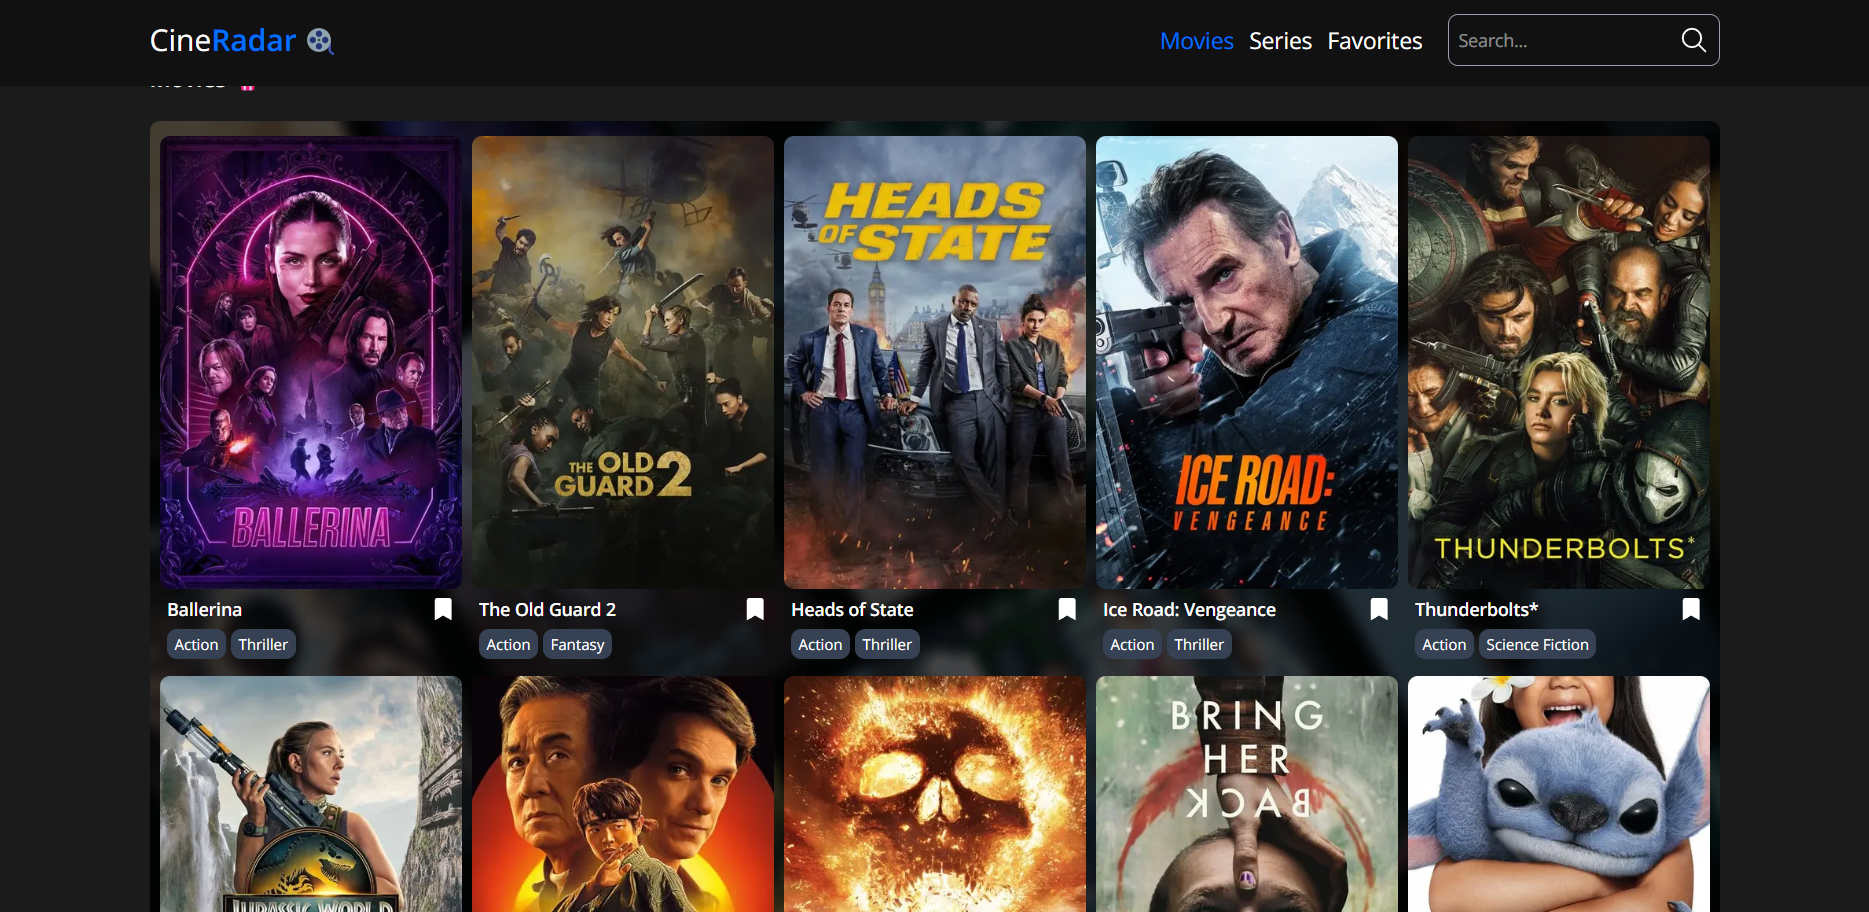 CineRadar
Movies Series Favorites
Search...
Movies
BALLERINA
THE OLD
GUARD 2
HEADS
OF STATE
ICE ROAD:
VENGEANCE
THUNDERBOLTS*
Ballerina
The Old Guard 2
Heads of State
Ice Road: Vengeance
Thunderbolts*
Action Thriller
Action Fantasy
Action Thriller
Action Thriller
Action Science Fiction
JURASSIC WORLD
BRING
HER
BACK